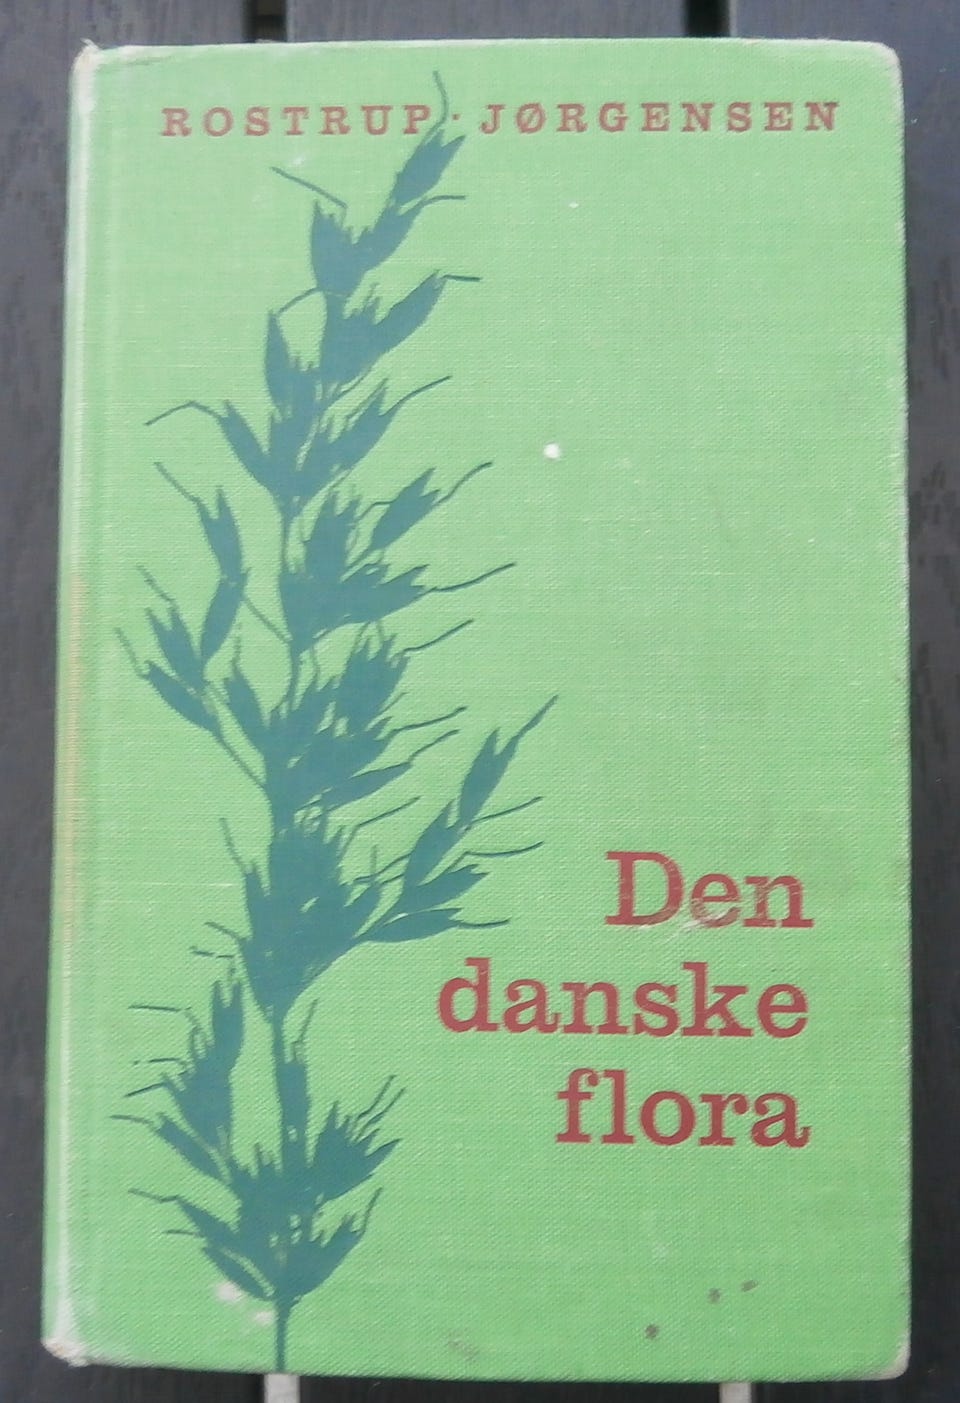 ROSTRUP · JØRGENSEN
Den
danske
flora